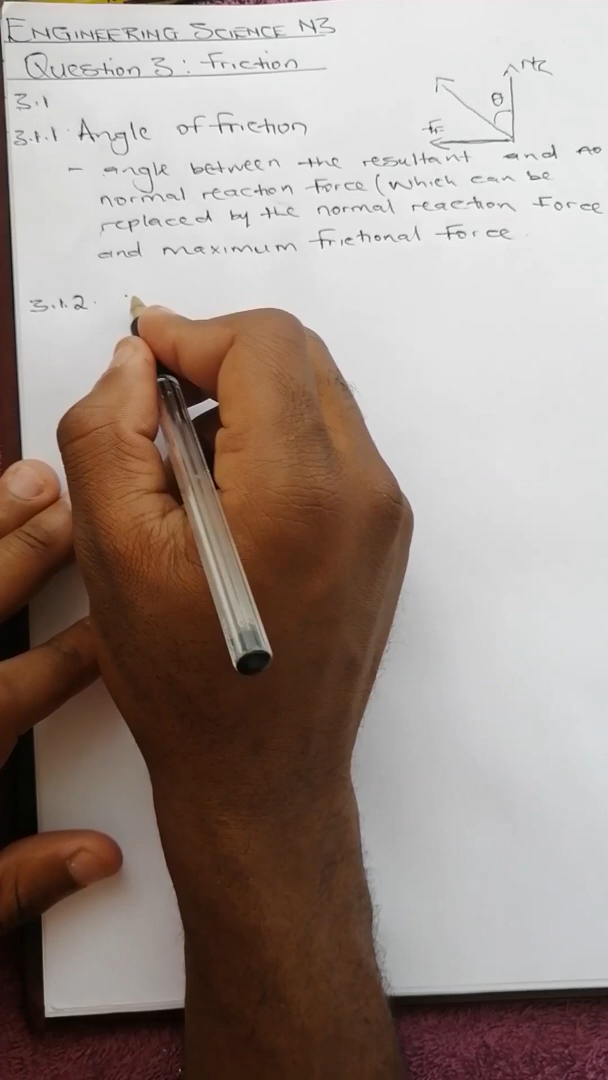 ENGINEERING SCIENCE N3
Question 3: Friction
3.1
3.1.1 Angle of friction
- angle between the resultant and
normal reaction force (which can be
replaced by the normal reaction force
and maximum frictional force.
3.1.2.
θ
Fr